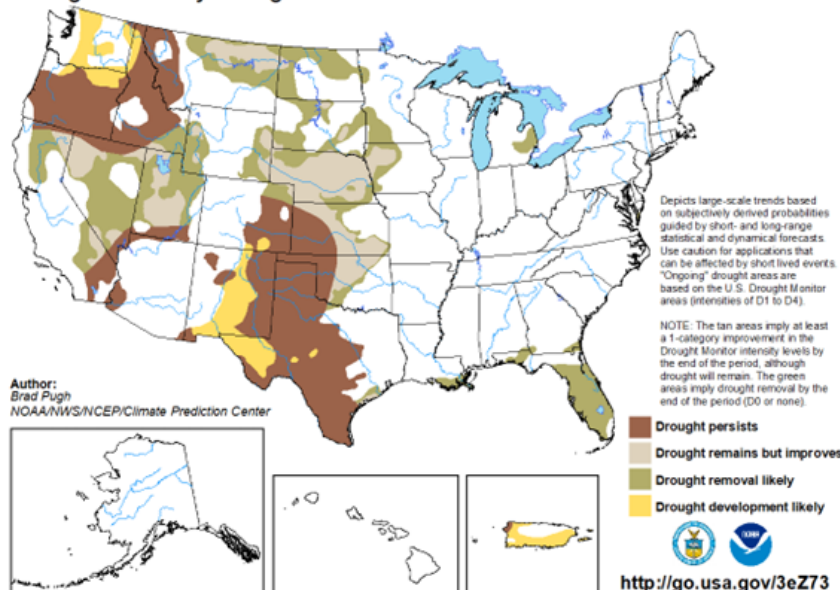 Depicts large-scale trends based
on subjectively derived probabilities
guided by short- and long-range
statistical and dynamical forecasts.
Use caution for applications that
can be affected by short lived events.
"Ongoing" drought areas are
based on the U.S. Drought Monitor
areas (intensities of D1 to D4).
NOTE: The tan areas imply at least
a 1-category improvement in the
Drought Monitor intensity levels by
the end of the period, although
drought will remain. The green
areas imply drought removal by the
end of the period (D0 or none).
Author:
Brad Pugh
NOAA/NWS/NCEP/Climate Prediction Center
Drought persists
Drought remains but improves
Drought removal likely
Drought development likely
http://go.usa.gov/3eZ73